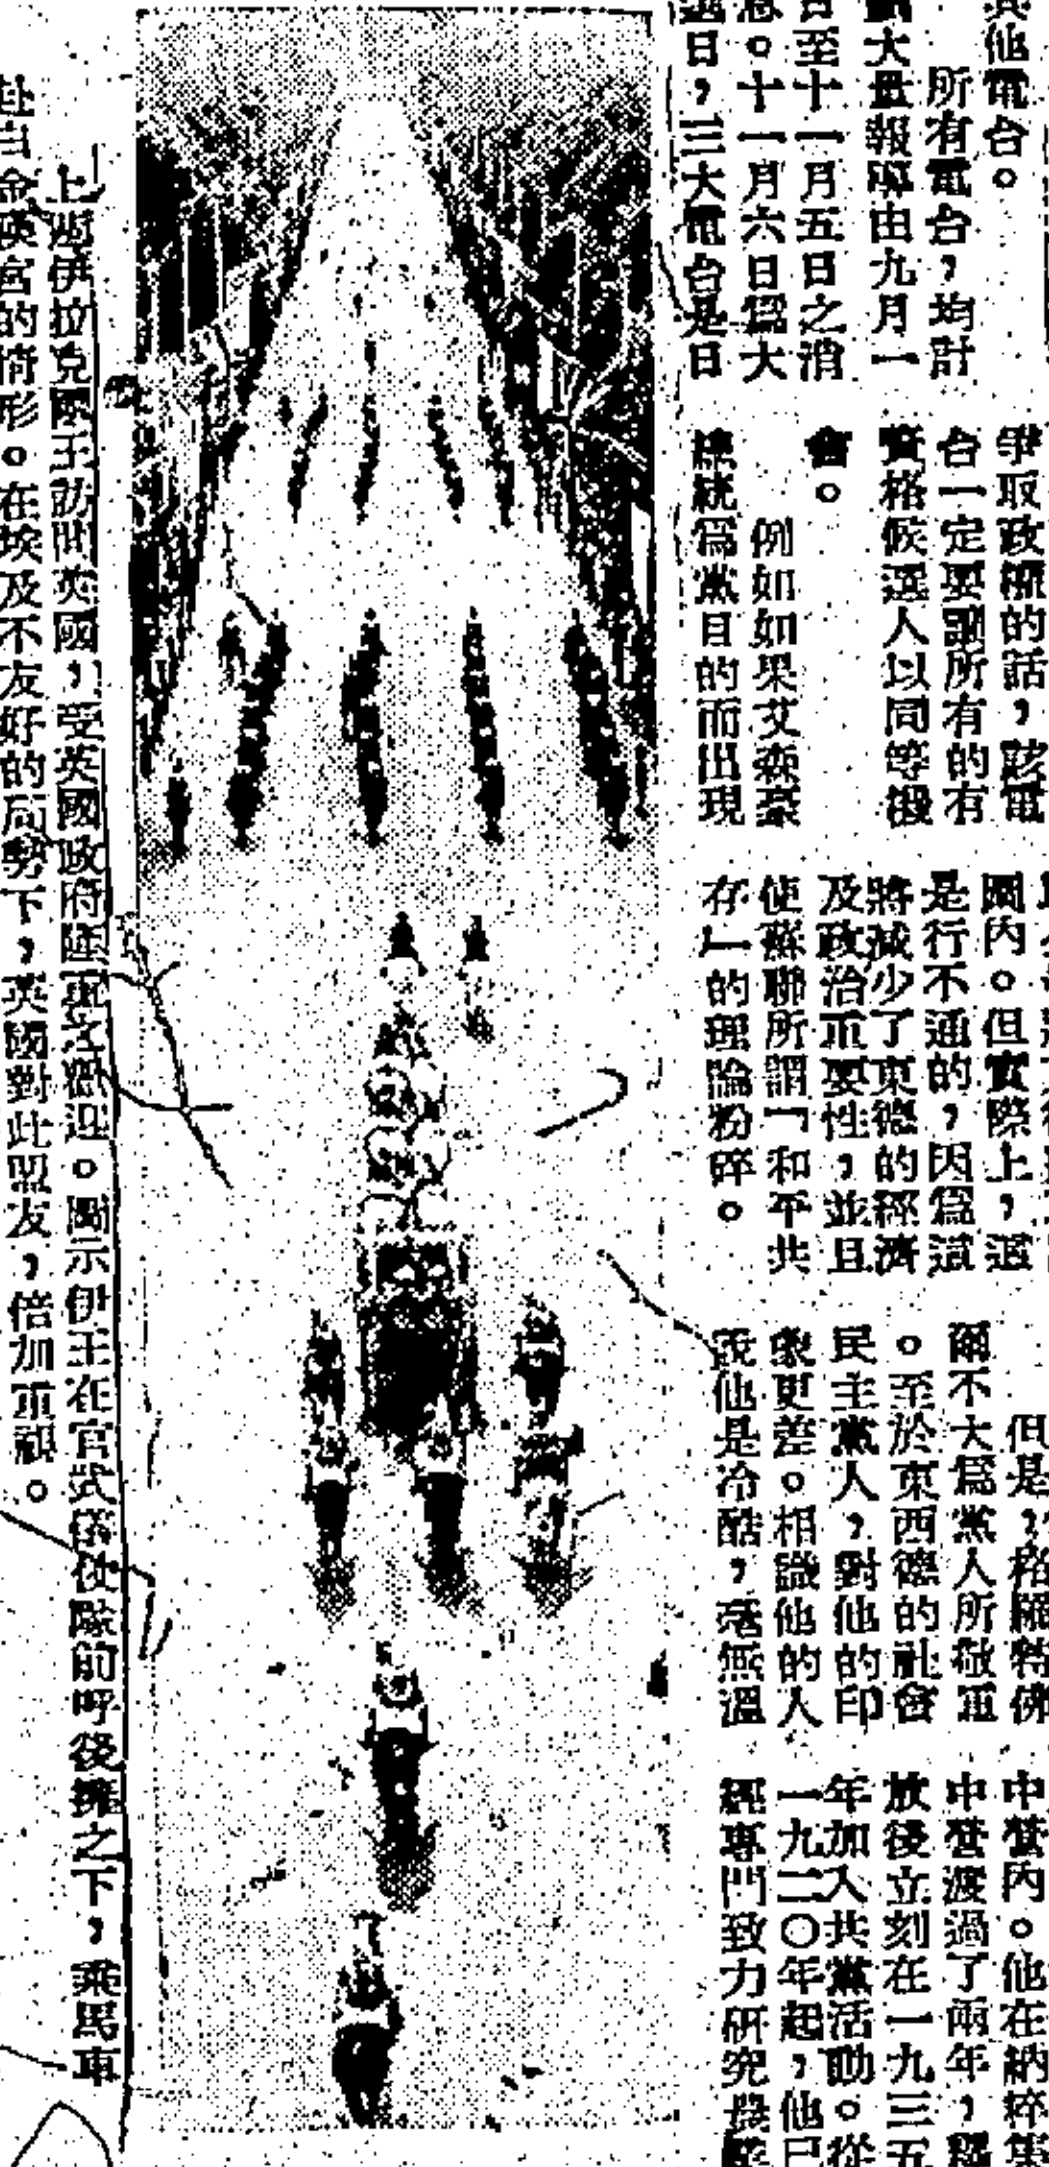 其他電台。
所有電台，均計
大量報導由九月一
日至十一月五日之消
息。十一月六日為大
選日，三大電台是日
爭取政權的話，該電
台一定要讓所有的有
資格候選人以同等機
會。
例如如果艾森豪
總統為黨目的而出現
圍內。但實際上，這
是行不通的，因為這
將減少了東德的經濟
及政治重要性，並且
使蘇聯所謂「和平共
存」的理論粉碎。
但是，格羅特佛
爾不大為黨人所敬重
。至於東西德的社會
民主黨人，對他的印
象更差。相識他的人
說他是冷酷，毫無溫
中營內。他在納粹集
中營渡過了兩年，釋
放後立刻在一九三五
年加入共黨活動。從
一九二〇年起，他已
經專門致力研究農
上週伊拉克國王訪問英國，受英國政府隆重之歡迎。圖示伊王在官式儀仗隊前呼後擁之下，乘馬車
赴白金漢宮的情形。在埃及不友好的局勢下，英國對此盟友，倍加重視。